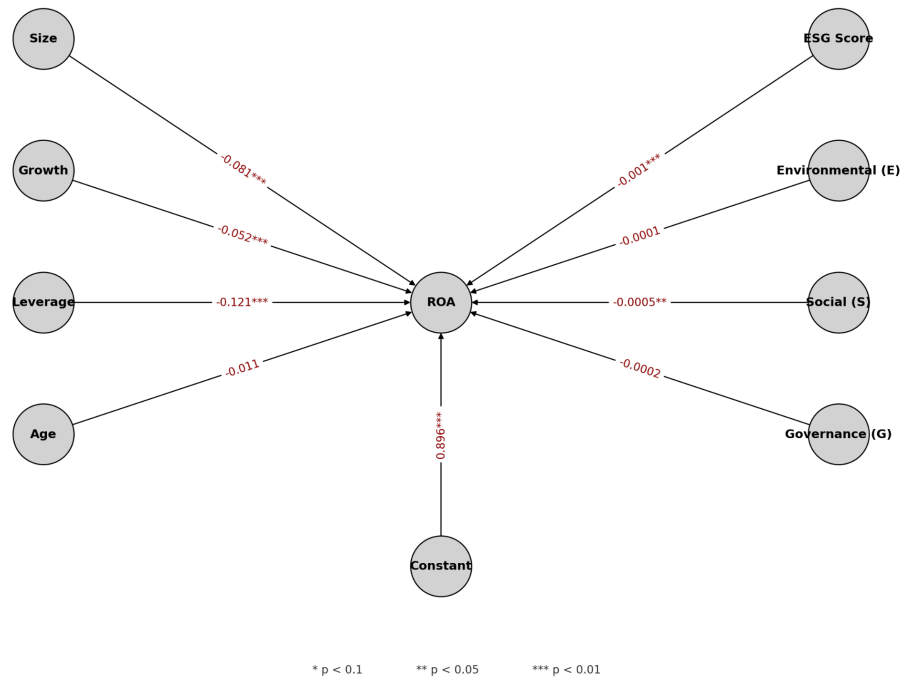 Size
ESG Score
-0.081***
-0.001***
Growth
Environmental (E)
-0.052***
-0.0001
Leverage
-0.121***
ROA
-0.0005**
Social (S)
-0.011
-0.0002
Age
0.896***
Governance (G)
Constant
* p < 0.1
** p < 0.05
*** p < 0.01